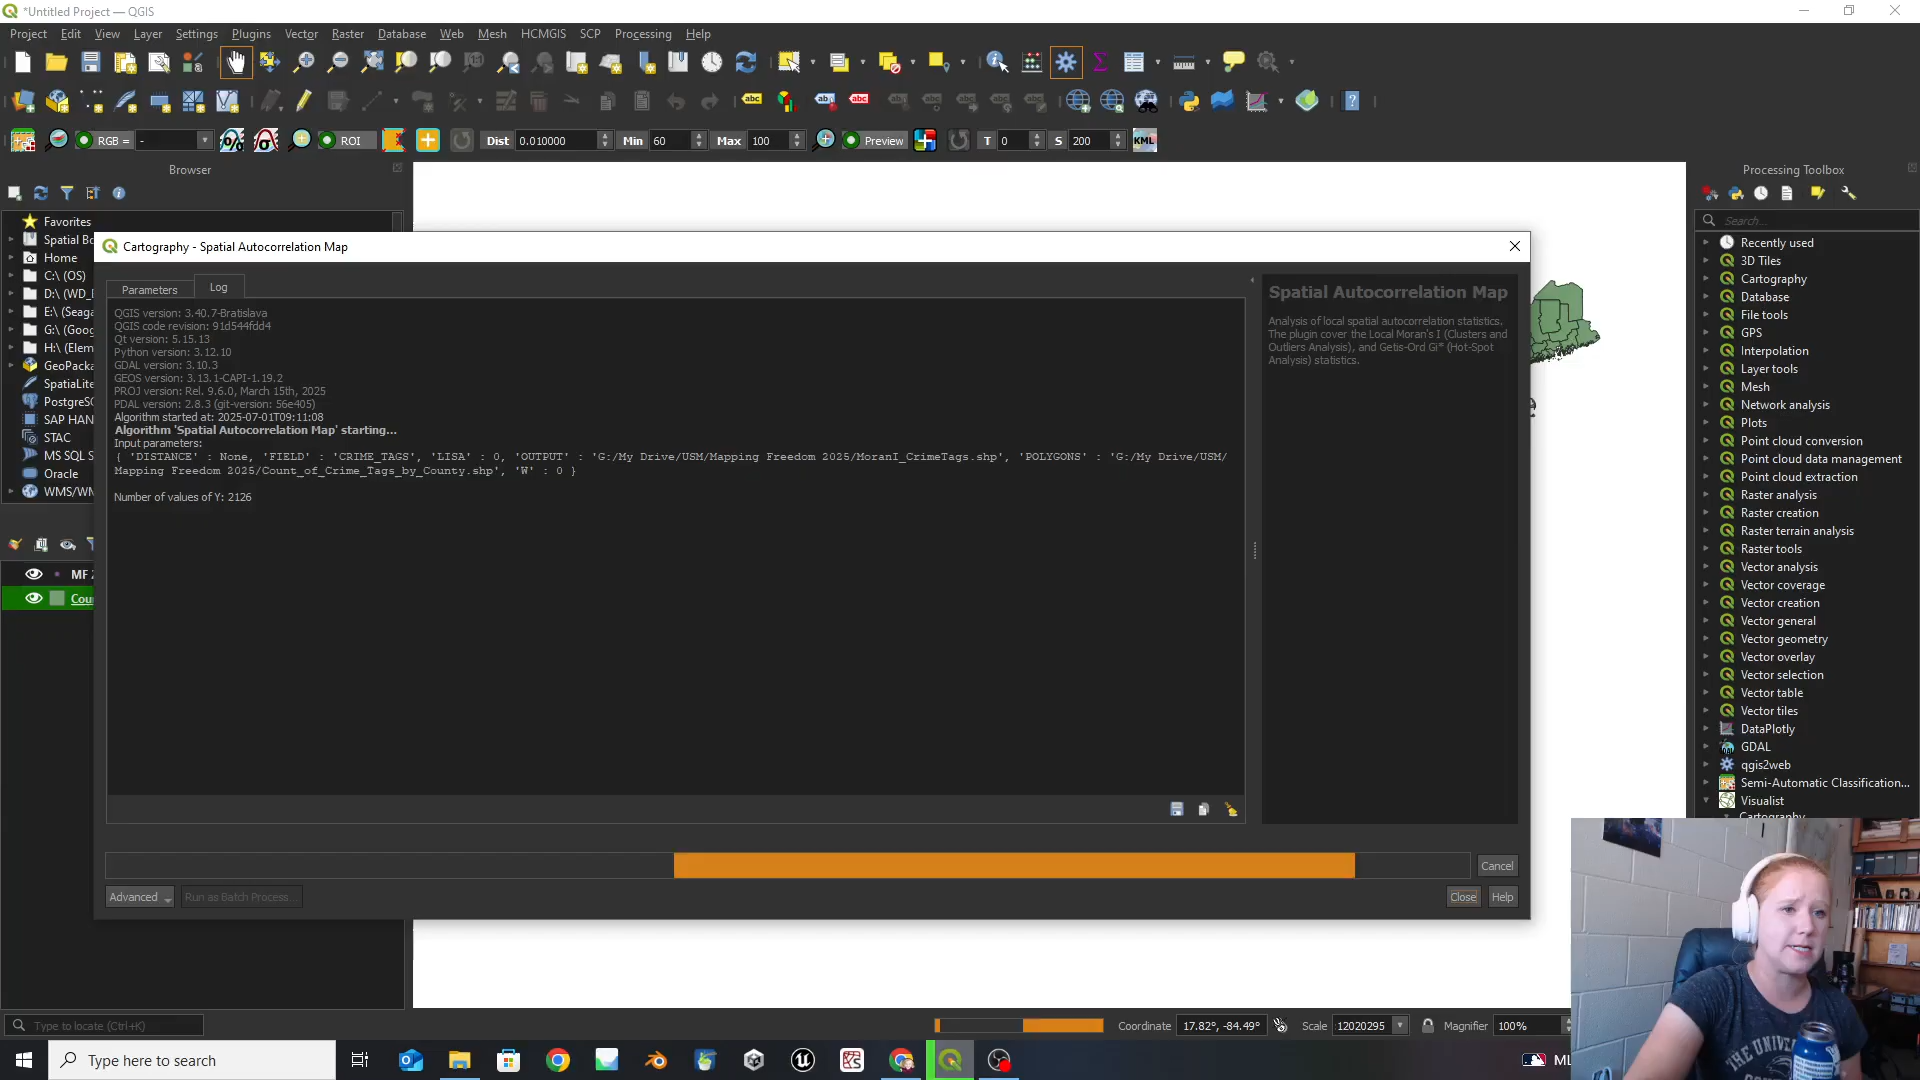 *Untitled Project — QGIS
Project Edit View Layer Settings Plugins Vector Raster Database Web Mesh HCMGIS SCP Processing Help
RGB = - ROI Dist 0.010000 Min 60 Max 100 Preview T 0 S 200 KML
Browser
Favorites
Spatial Bo
Home
C:\ (OS)
D:\ (WD_
E:\ (Seaga
G:\ (Goog
H:\ (Elem
GeoPacka
SpatiaLite
PostgreSQ
SAP HAN
STAC
MS SQL S
Oracle
WMS/WM
MF 2
Cou
Cartography - Spatial Autocorrelation Map
Parameters Log
QGIS version: 3.40.7-Bratislava
QGIS code revision: 91d544fdd4
Qt version: 5.15.13
Python version: 3.12.10
GDAL version: 3.10.3
GEOS version: 3.13.1-CAPI-1.19.2
PROJ version: Rel. 9.6.0, March 15th, 2025
PDAL version: 2.8.3 (git-version: 56e405)
Algorithm started at: 2025-07-01T09:11:08
Algorithm 'Spatial Autocorrelation Map' starting...
Input parameters:
{ 'DISTANCE' : None, 'FIELD' : 'CRIME_TAGS', 'LISA' : 0, 'OUTPUT' : 'G:/My Drive/USM/Mapping Freedom 2025/MoranI_CrimeTags.shp', 'POLYGONS' : 'G:/My Drive/USM/
Mapping Freedom 2025/Count_of_Crime_Tags_by_County.shp', 'W' : 0 }
Number of values of Y: 2126
Spatial Autocorrelation Map
Analysis of local spatial autocorrelation statistics.
The plugin cover the Local Moran's I (Clusters and
Outliers Analysis), and Getis-Ord Gi* (Hot-Spot
Analysis) statistics.
Cancel
Advanced Run as Batch Process... Close Help
Processing Toolbox
Search...
Recently used
3D Tiles
Cartography
Database
File tools
GPS
Interpolation
Layer tools
Mesh
Network analysis
Plots
Point cloud conversion
Point cloud data management
Point cloud extraction
Raster analysis
Raster creation
Raster terrain analysis
Raster tools
Vector analysis
Vector coverage
Vector creation
Vector general
Vector geometry
Vector overlay
Vector selection
Vector table
Vector tiles
DataPlotly
GDAL
qgis2web
Semi-Automatic Classification...
Visualist
Cartography
THE UNIVERS
Type to locate (Ctrl+K) Coordinate 17.82°, -84.49° Scale 12020295 Magnifier 100%
Type here to search